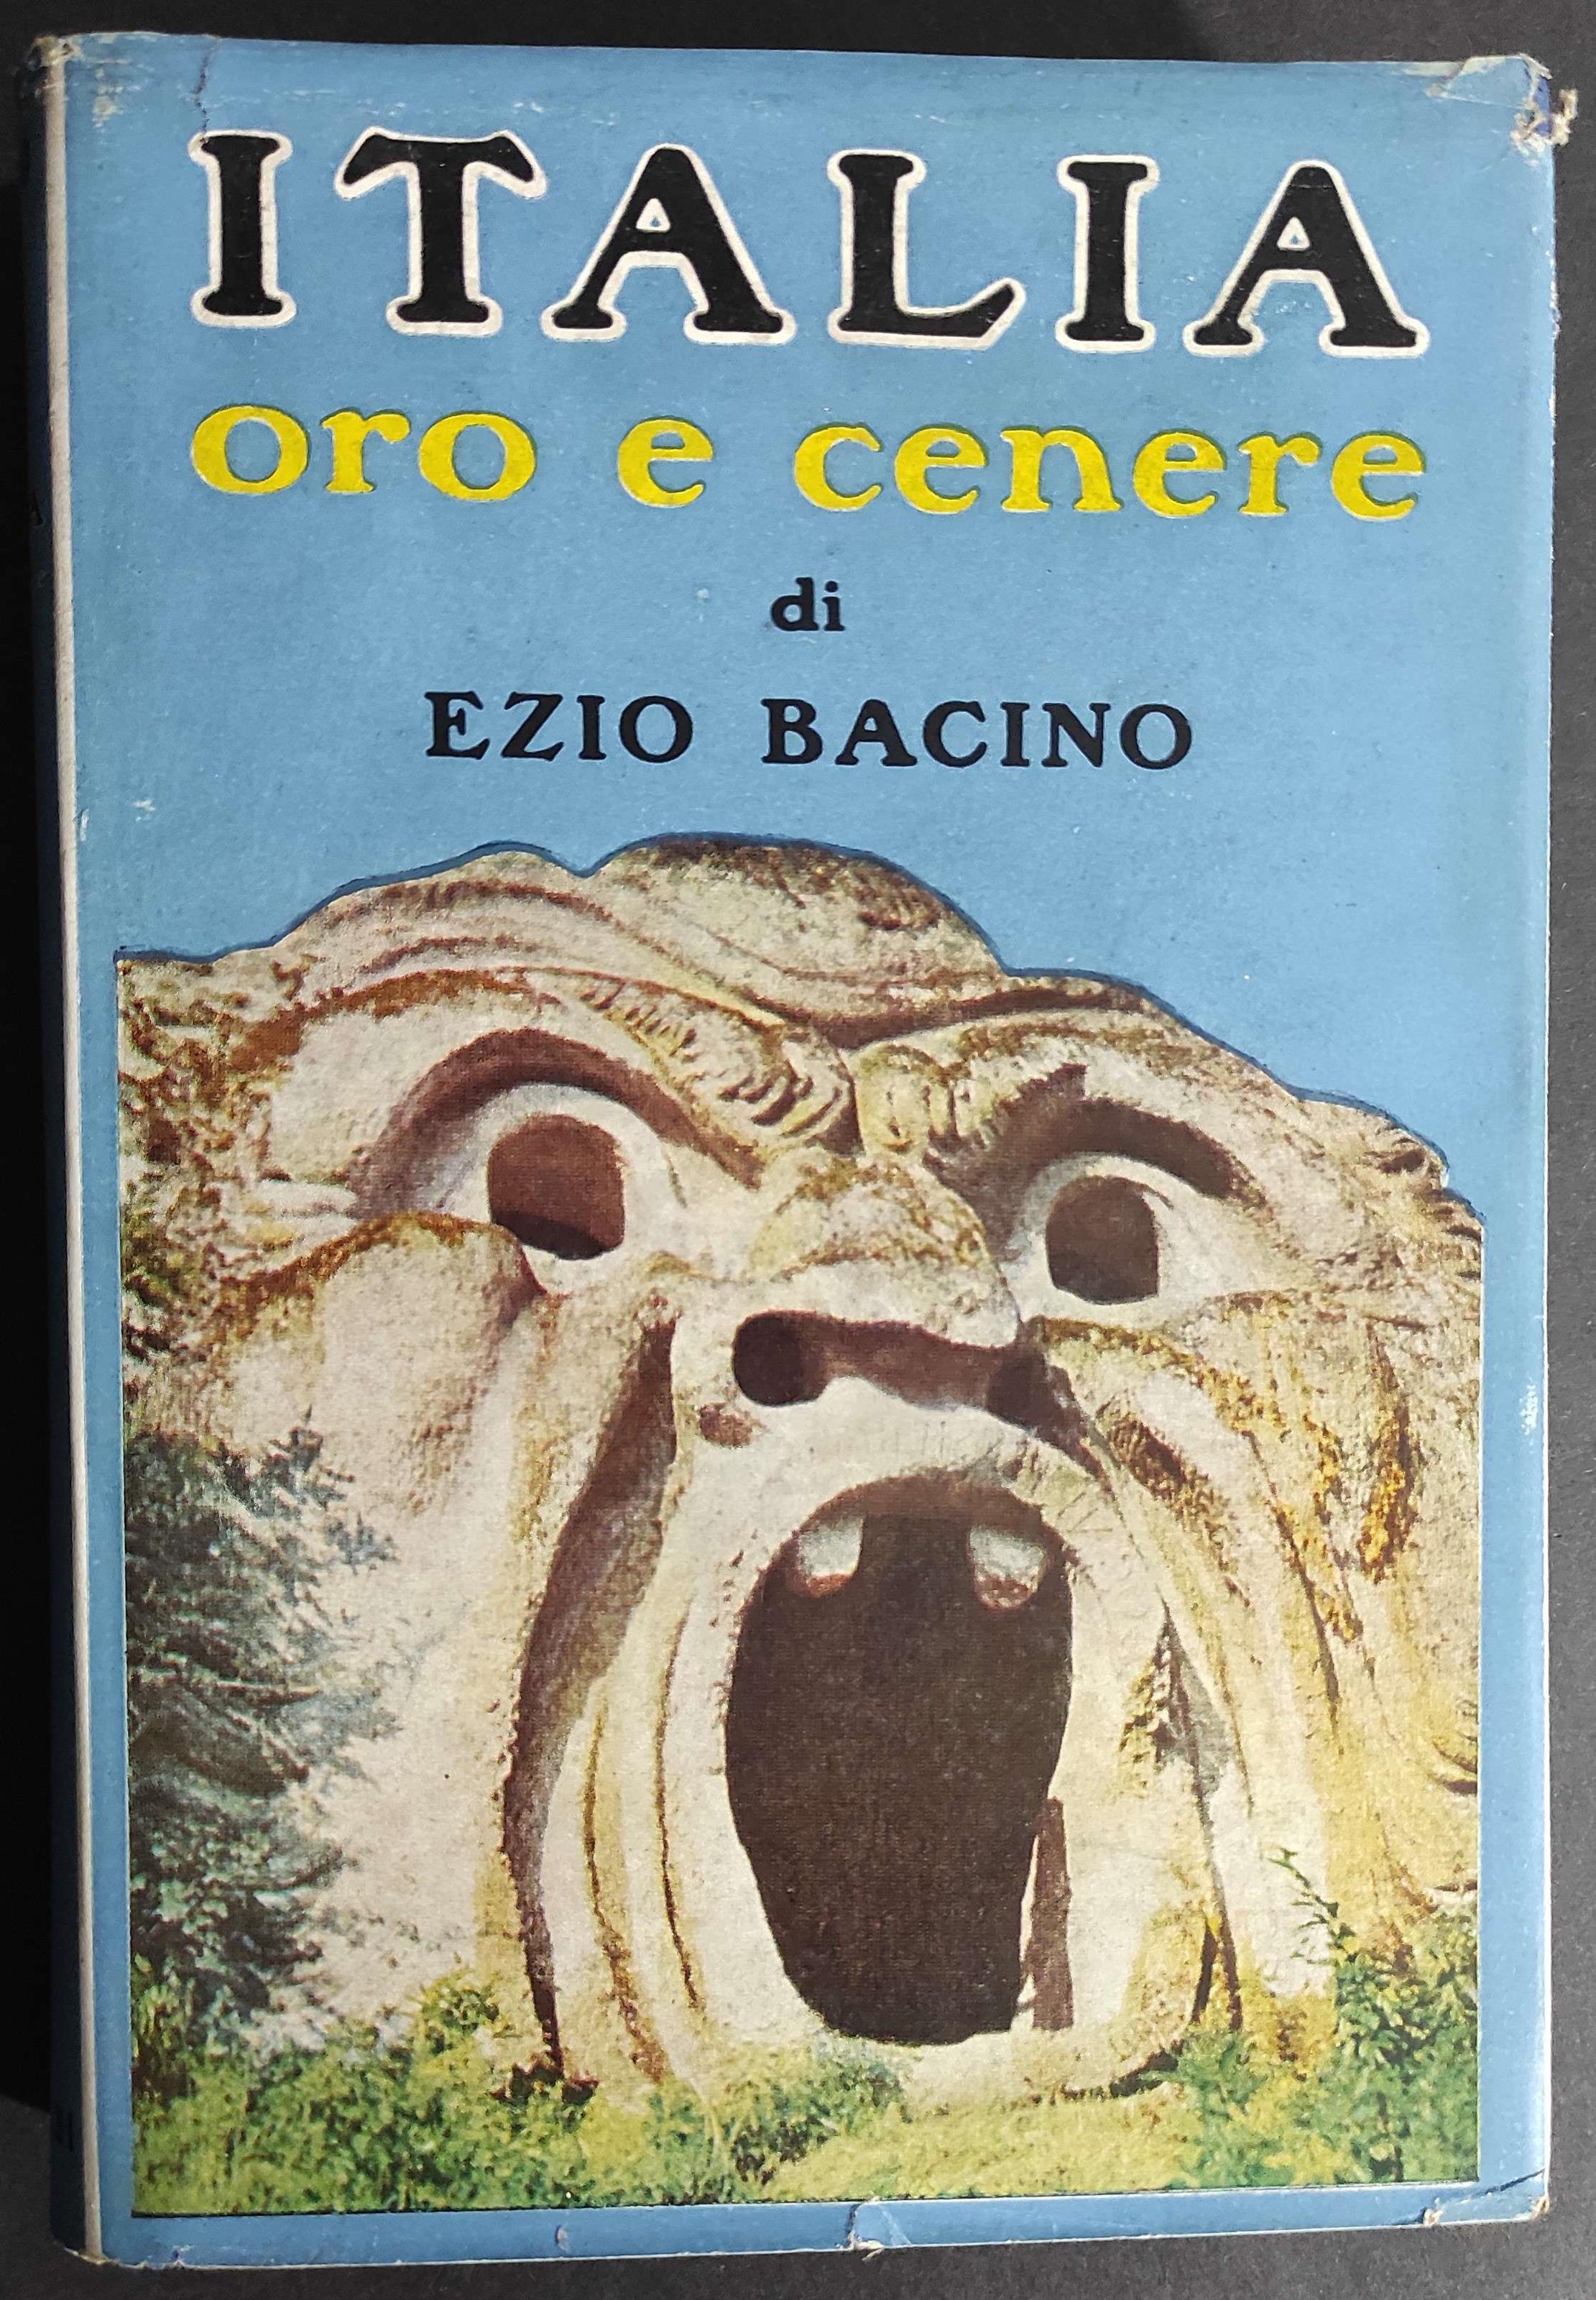 ITALIA
oro e cenere
di
EZIO BACINO